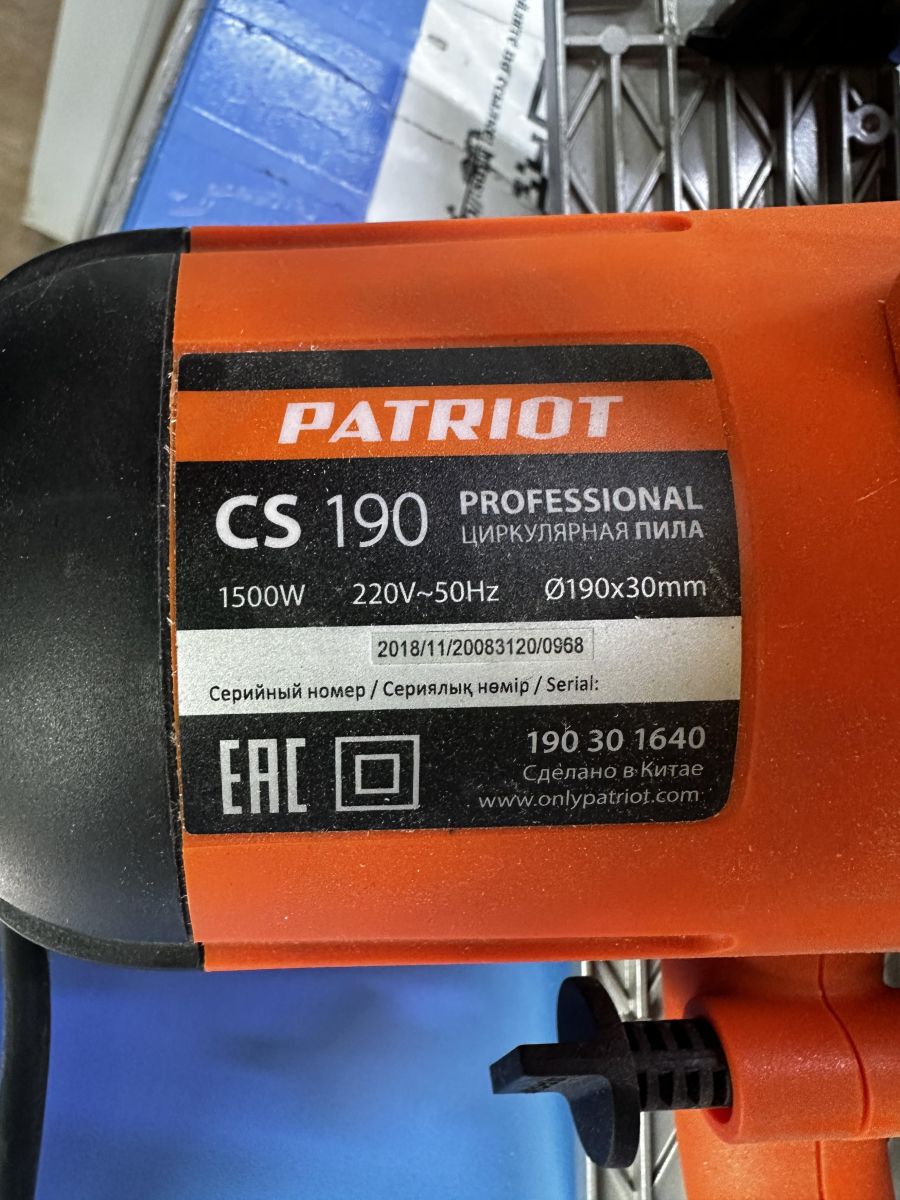 PATRIOT
CS 190 PROFESSIONAL
ЦИРКУЛЯРНАЯ ПИЛА
1500W 220V~50Hz Ø190x30mm
2018/11/20083120/0968
Серийный номер / Сериялық нөмір / Serial:
EAC
190 30 1640
Сделано в Китае
www.onlypatriot.com